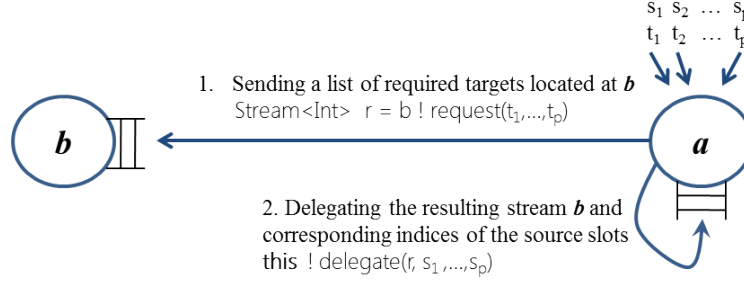 s₁ s₂ … s
t₁ t₂ … tₚ
1. Sending a list of required targets located at b
Stream<Int> r = b ! request(t₁,...,tₚ)
b
a
2. Delegating the resulting stream b and
corresponding indices of the source slots
this ! delegate(r, s₁,...,sₚ)